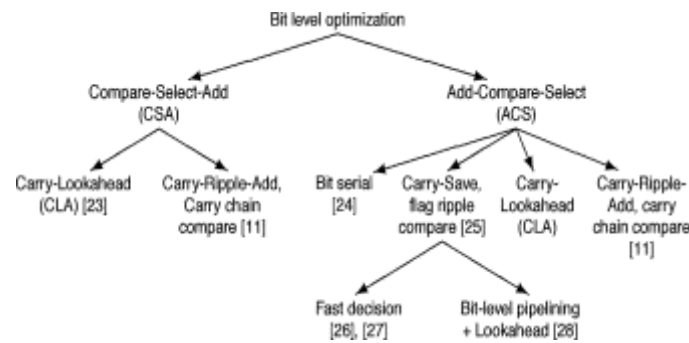 Bit level optimization
Compare-Select-Add
(CSA)
Add-Compare-Select
(ACS)
Carry-Lookahead
(CLA) [23]
Carry-Ripple-Add,
Carry chain
compare [11]
Bit serial
[24]
Carry-Save,
flag ripple
compare [25]
Carry-
Lookahead
(CLA)
Carry-Ripple-
Add, carry
chain compare
[11]
Fast decision
[26], [27]
Bit-level pipelining
+ Lookahead [28]